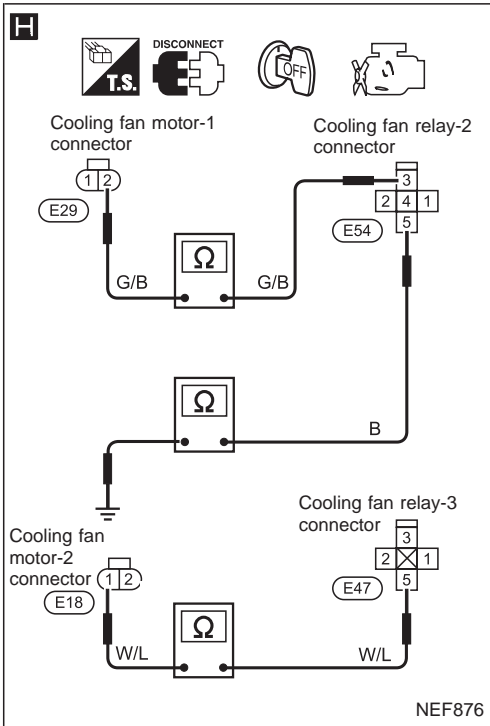 H
T.S.
DISCONNECT
OFF
Cooling fan motor-1
connector
Cooling fan relay-2
connector
1 2
3
2 4 1
5
E29
E54
Ω
G/B
G/B
Ω
B
Cooling fan
motor-2
connector
1 2
E18
Cooling fan relay-3
connector
3
2 1
5
E47
Ω
W/L
W/L
NEF876